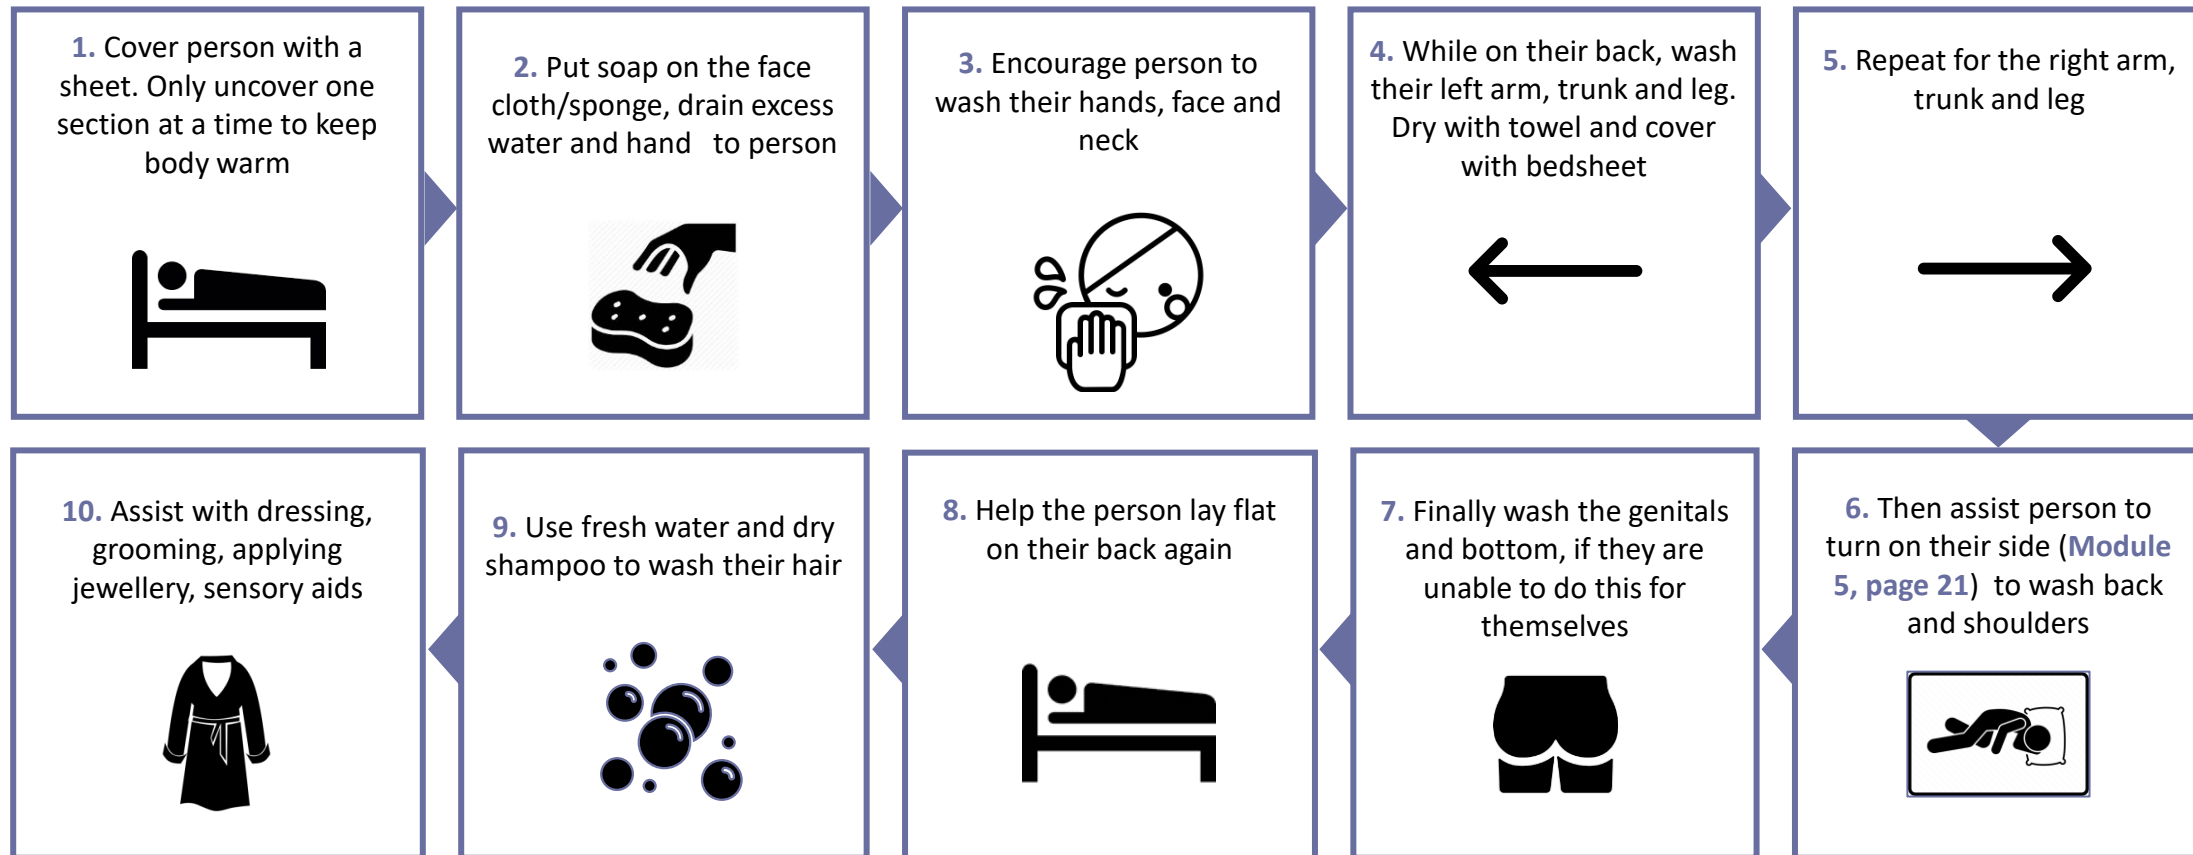 1. Cover person with a
sheet. Only uncover one
section at a time to keep
body warm
2. Put soap on the face
cloth/sponge, drain excess
water and hand to person
3. Encourage person to
wash their hands, face and
neck
4. While on their back, wash
their left arm, trunk and leg.
Dry with towel and cover
with bedsheet
5. Repeat for the right arm,
trunk and leg
6. Then assist person to
turn on their side (Module
5, page 21) to wash back
and shoulders
7. Finally wash the genitals
and bottom, if they are
unable to do this for
themselves
8. Help the person lay flat
on their back again
9. Use fresh water and dry
shampoo to wash their hair
10. Assist with dressing,
grooming, applying
jewellery, sensory aids